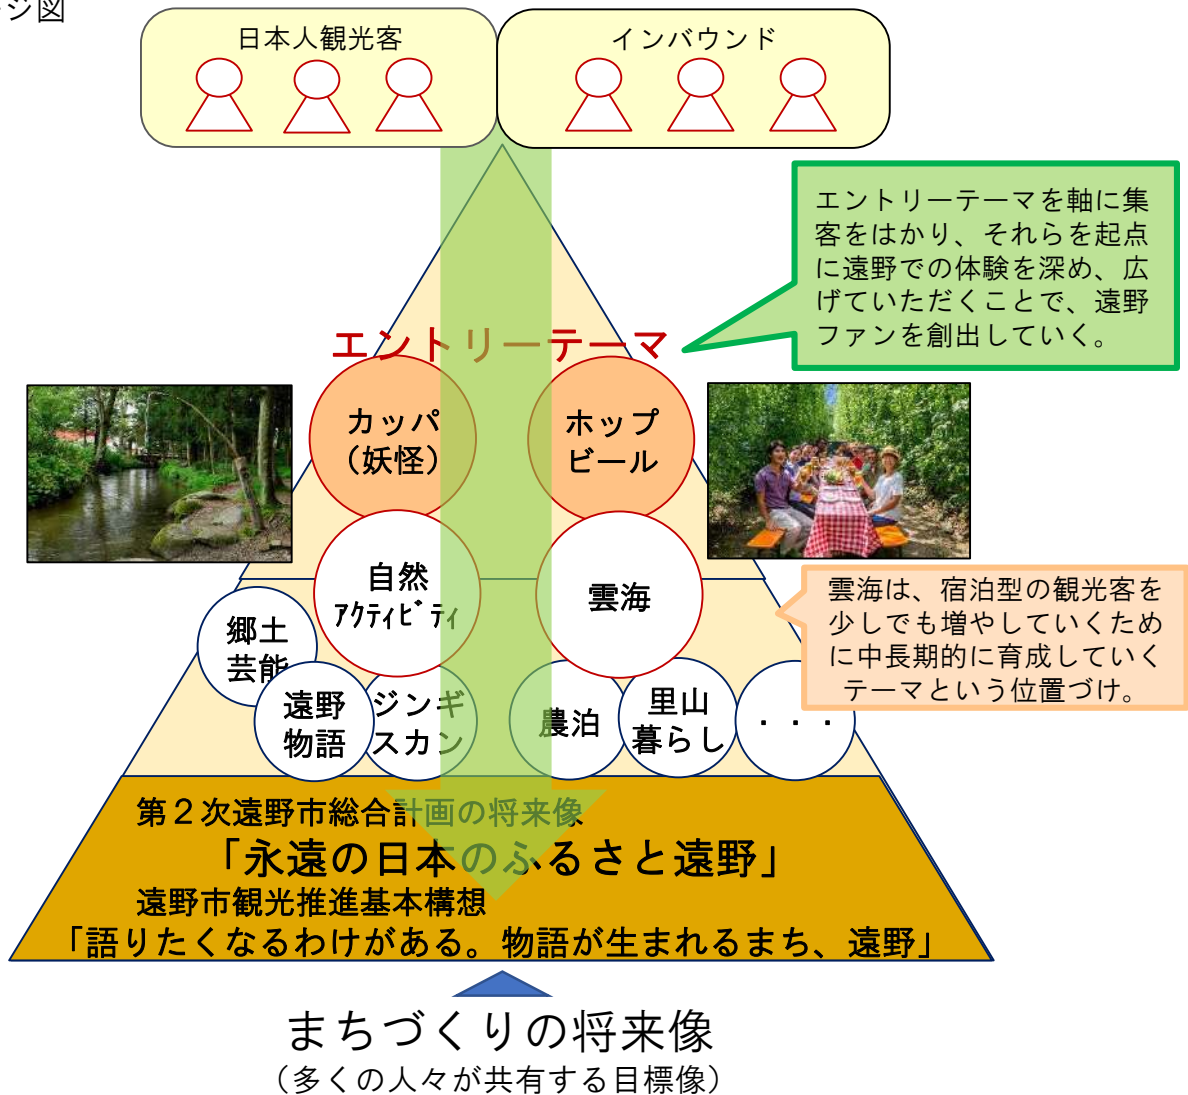 ジ図
日本人観光客
インバウンド
エントリーテーマを軸に集
客をはかり、それらを起点
に遠野での体験を深め、広
げていただくことで、遠野
ファンを創出していく。
エントリーテーマ
カッパ
（妖怪）
ホップ
ビール
自然
ｱｸﾃｨﾋﾞﾃｨ
雲海
雲海は、宿泊型の観光客を
少しでも増やしていくため
に中長期的に育成していく
テーマという位置づけ。
郷土
芸能
遠野
物語
ジンギ
スカン
農泊
里山
暮らし
・・・
第２次遠野市総合計画の将来像
「永遠の日本のふるさと遠野」
遠野市観光推進基本構想
「語りたくなるわけがある。物語が生まれるまち、遠野」
まちづくりの将来像
（多くの人々が共有する目標像）